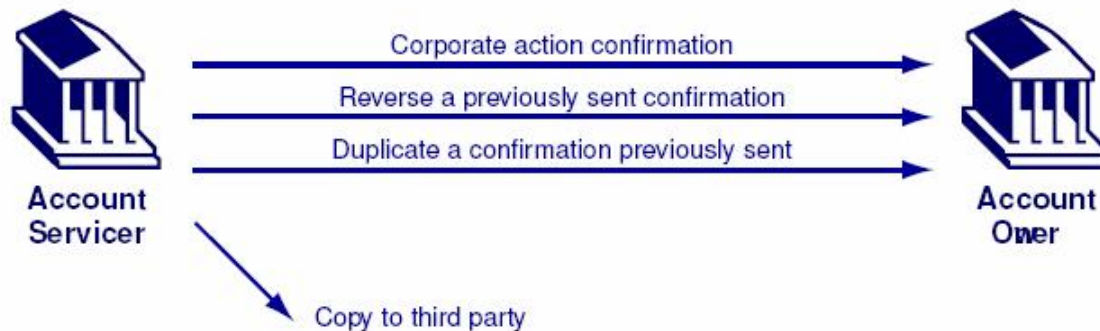 Corporate action confirmation
Reverse a previously sent confirmation
Duplicate a confirmation previously sent
Account
Servicer
Account
Owner
Copy to third party